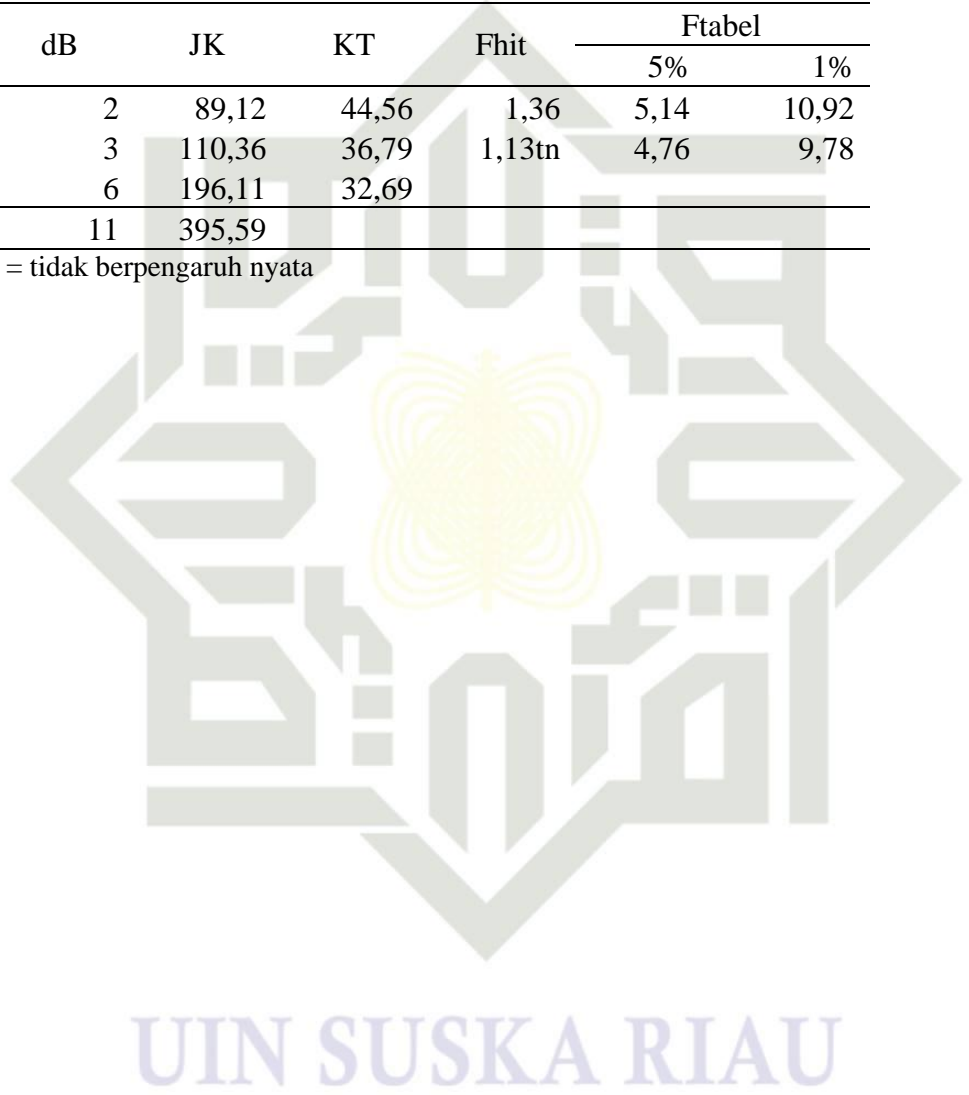 dB JK KT Fhit Ftabel
5% 1%
2 89,12 44,56 1,36 5,14 10,92
3 110,36 36,79 1,13tn 4,76 9,78
6 196,11 32,69
11 395,59
= tidak berpengaruh nyata
UIN SUSKA RIAU